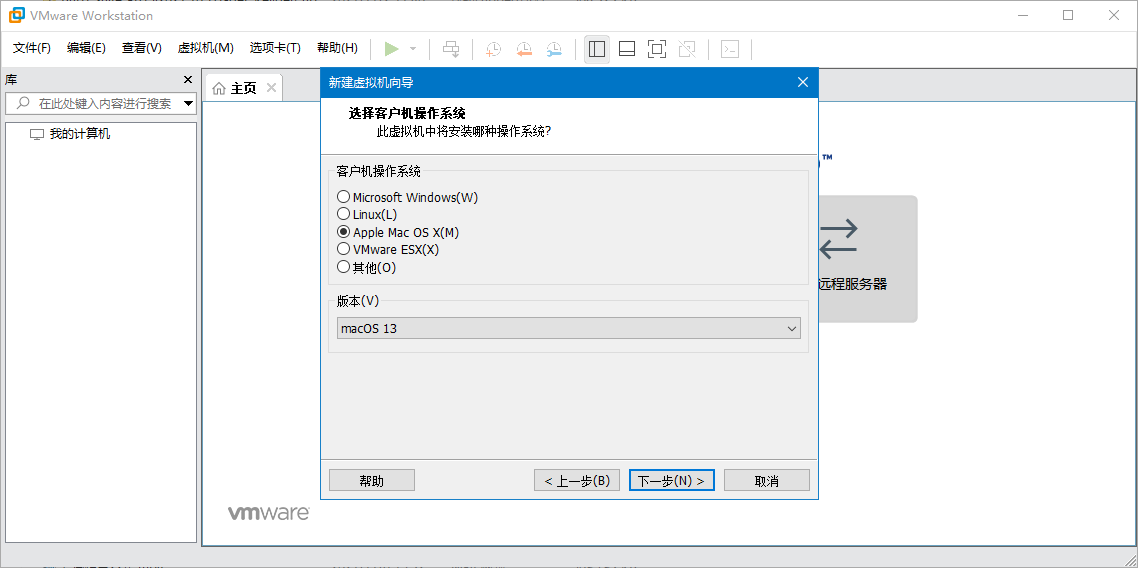 VMware Workstation
文件(F) 编辑(E) 查看(V) 虚拟机(M) 选项卡(T) 帮助(H)
库
在此处键入内容进行搜索
我的计算机
主页
新建虚拟机向导
选择客户机操作系统
此虚拟机中将安装哪种操作系统?
客户机操作系统
Microsoft Windows(W)
Linux(L)
Apple Mac OS X(M)
VMware ESX(X)
其他(O)
版本(V)
macOS 13
帮助 < 上一步(B) 下一步(N) > 取消
™
远程服务器
vmware